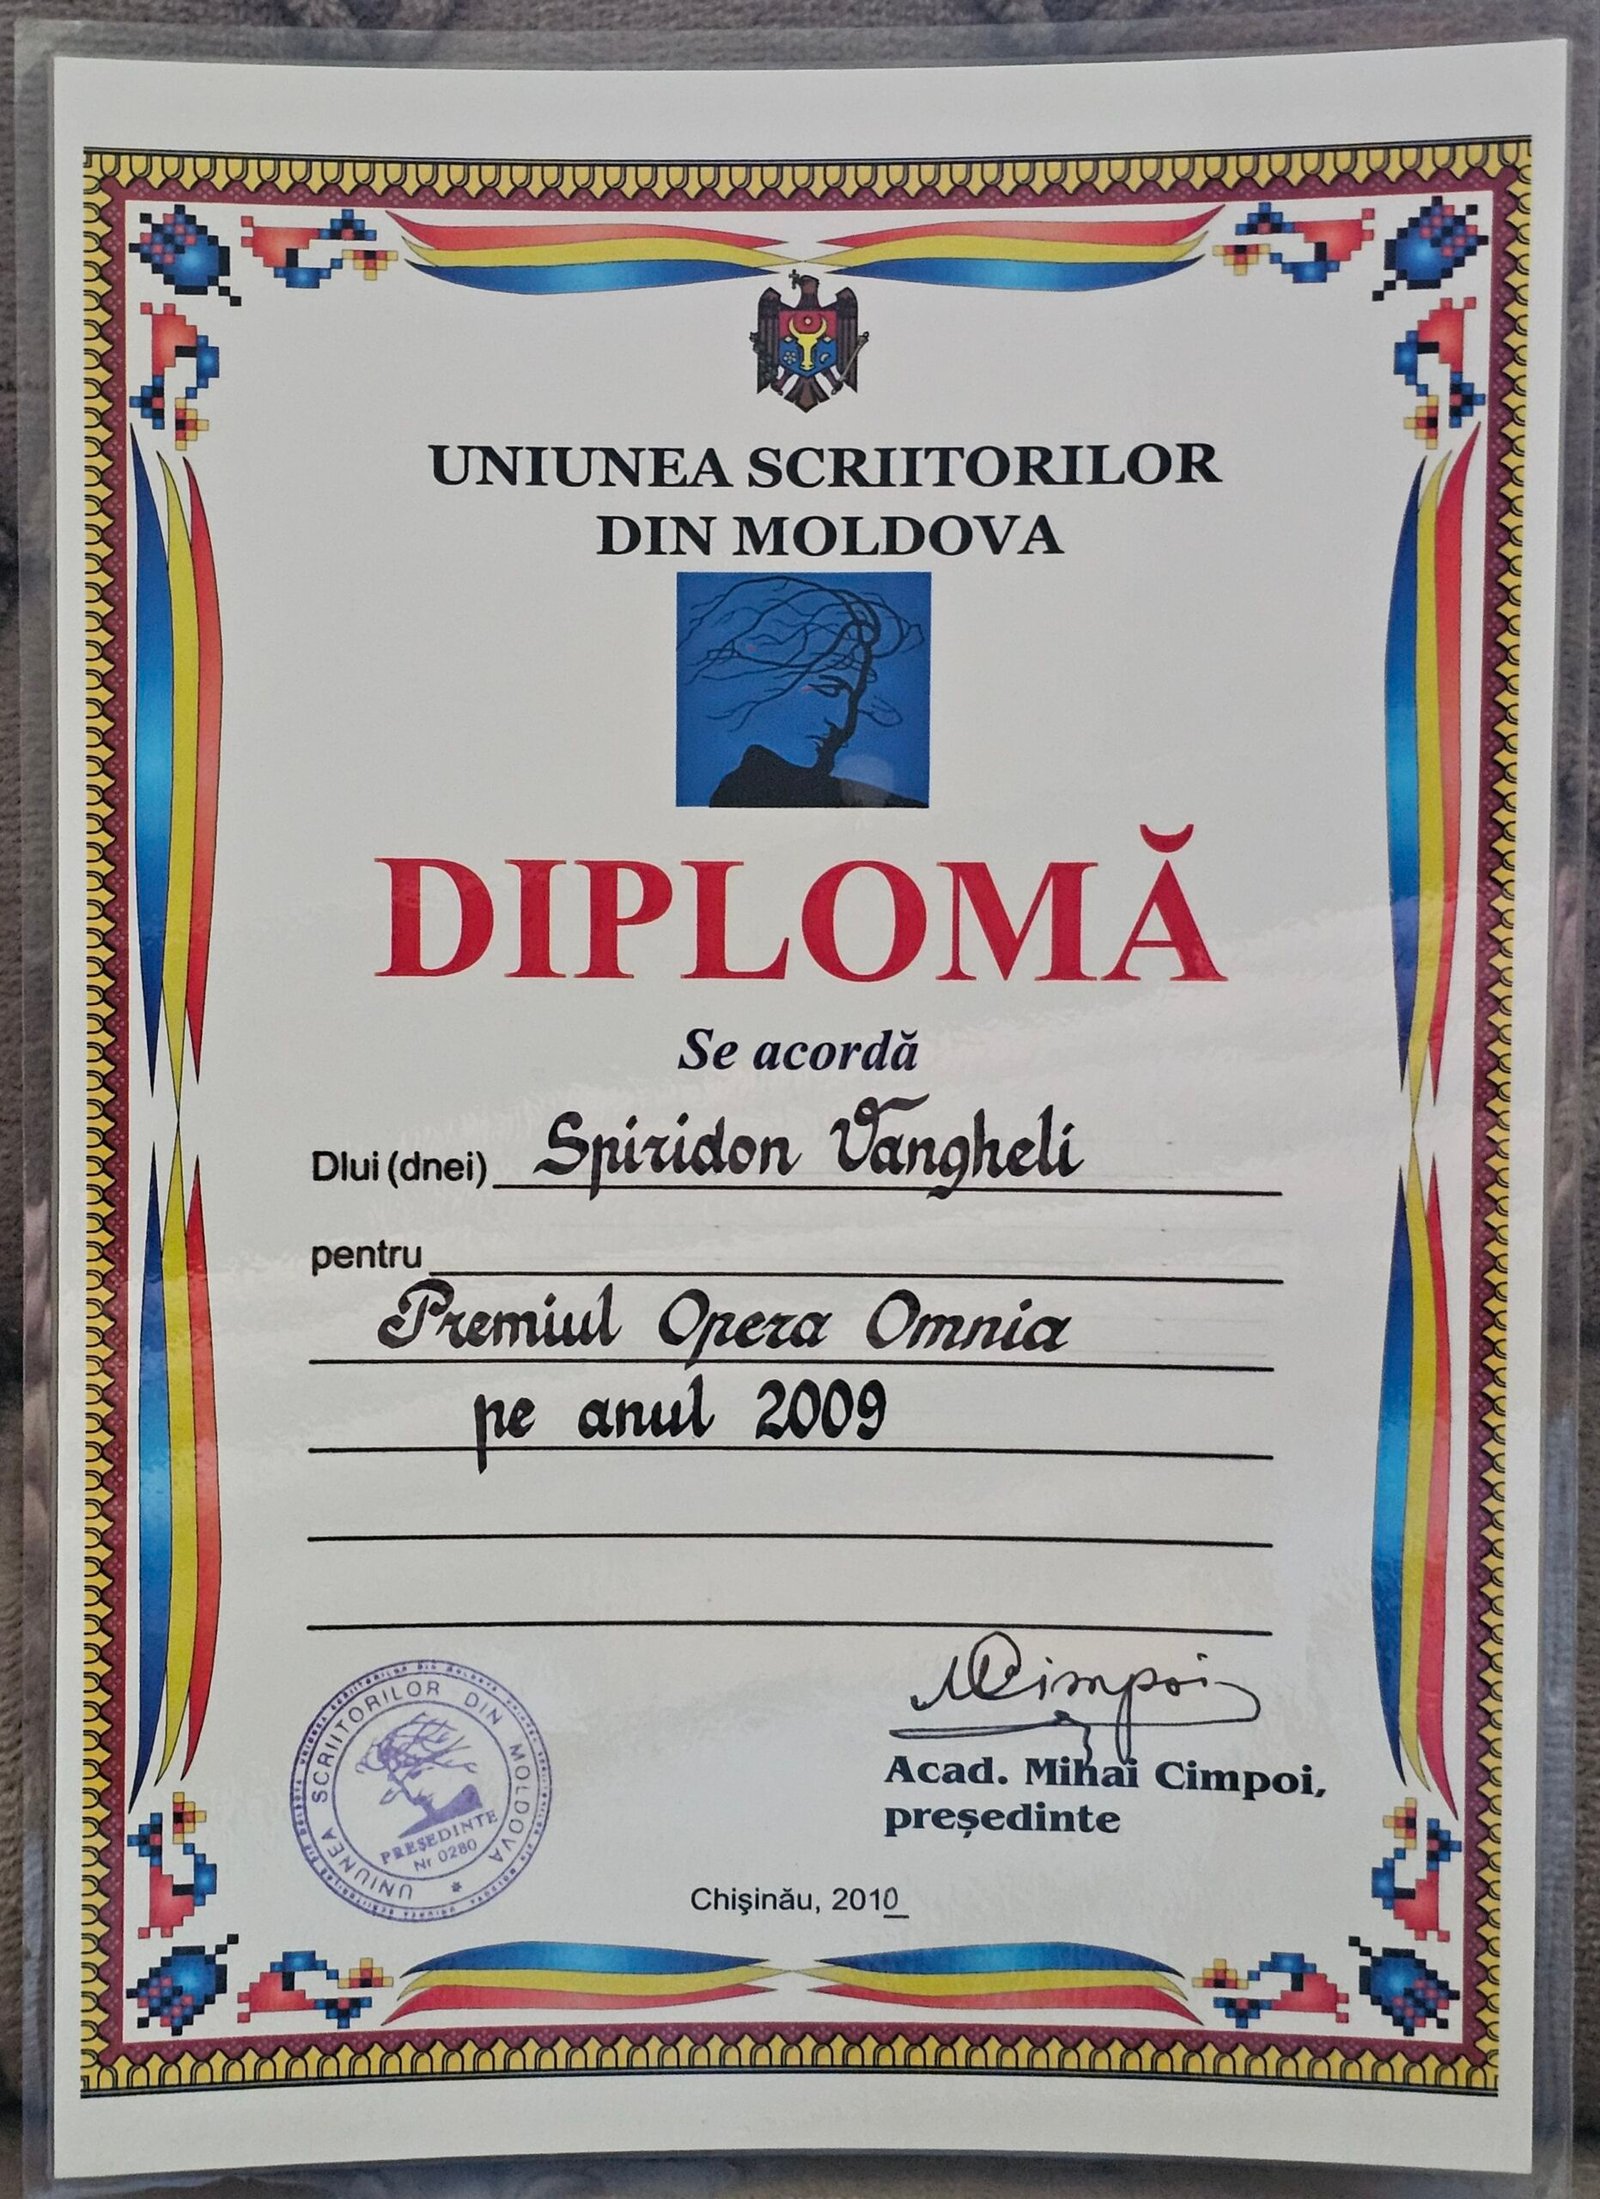 UNIUNEA SCRIITORILOR
DIN MOLDOVA
DIPLOMĂ
Se acordă
Dlui (dnei) Spiridon Vangheli
pentru
Premiul Opera Omnia
pe anul 2009
M Cimpoi
Acad. Mihai Cimpoi,
președinte
UNIUNEA SCRIITORILOR DIN MOLDOVA *
PREȘEDINTE
Nr 0280
Chişinău, 2010